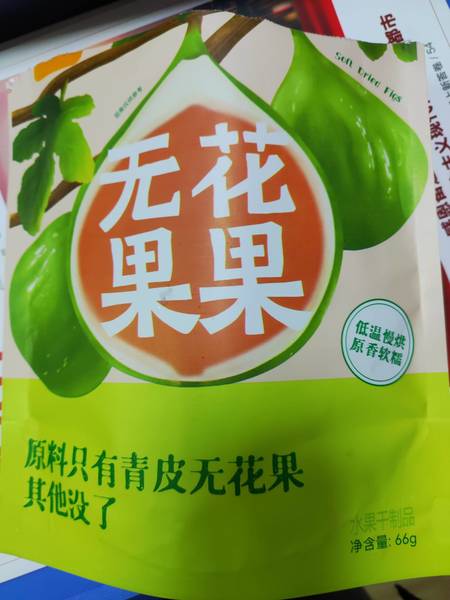 Soft Dried Figs
无花
果果
低温慢烘
原香软糯
原料只有青皮无花果
其他没了
水果干制品
净含量: 66g